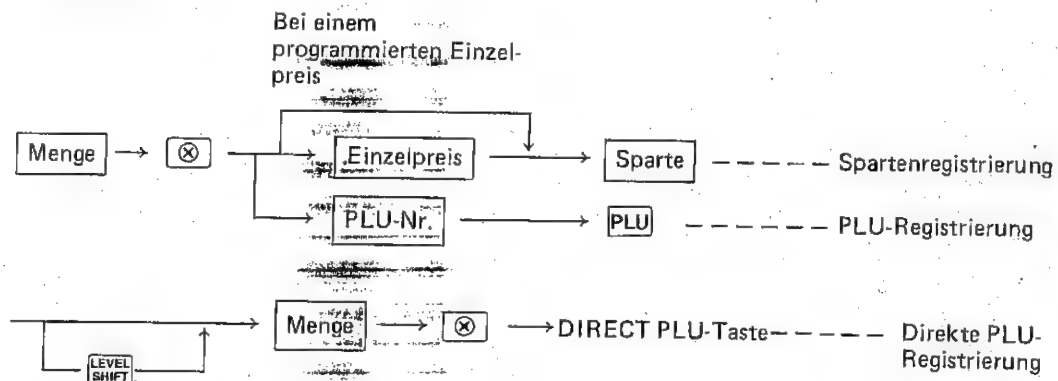 Bei einem
programmierten Einzel-
preis
Menge ⊗ Einzelpreis Sparte Spartenregistrierung
PLU-Nr. PLU PLU-Registrierung
Menge ⊗ DIRECT PLU-Taste Direkte PLU-
Registrierung
LEVEL
SHIFT